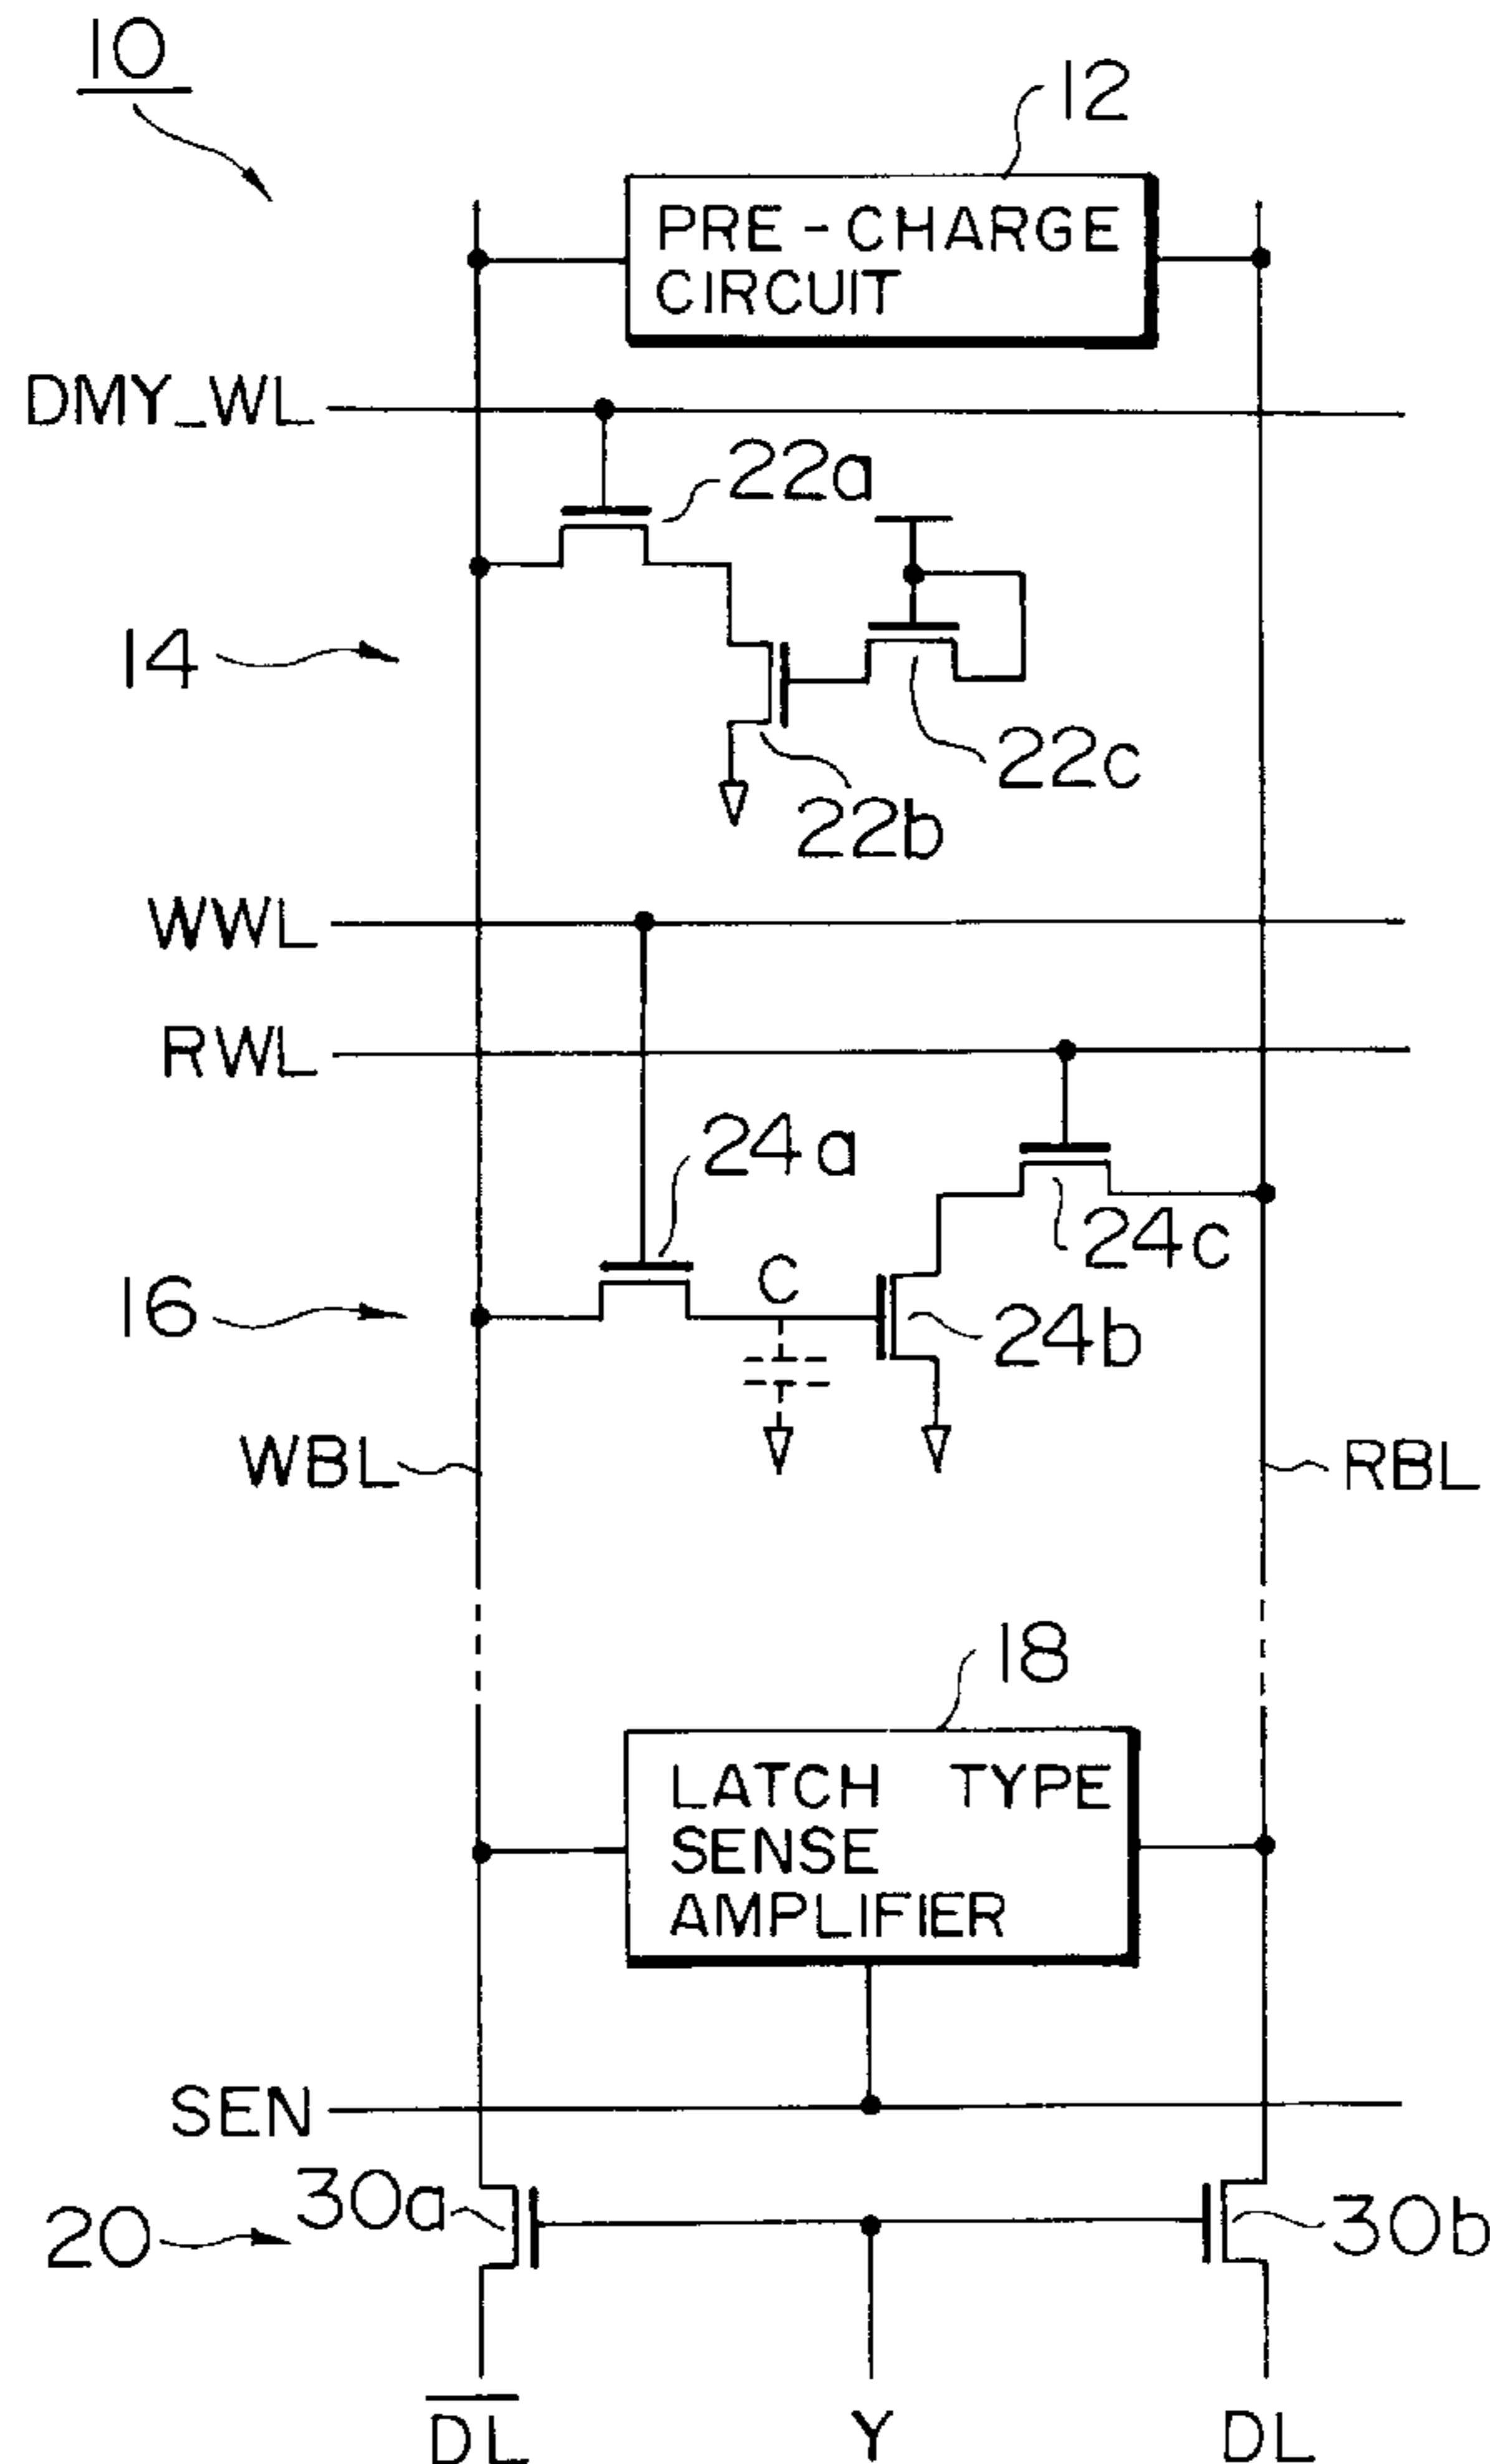 10
12
PRE-CHARGE
CIRCUIT
DMY_WL
22a
14
22c
22b
WWL
RWL
24a
24c
C
16
24b
WBL
RBL
18
LATCH TYPE
SENSE
AMPLIFIER
SEN
30a
20
30b
D̅L̅
Y
DL